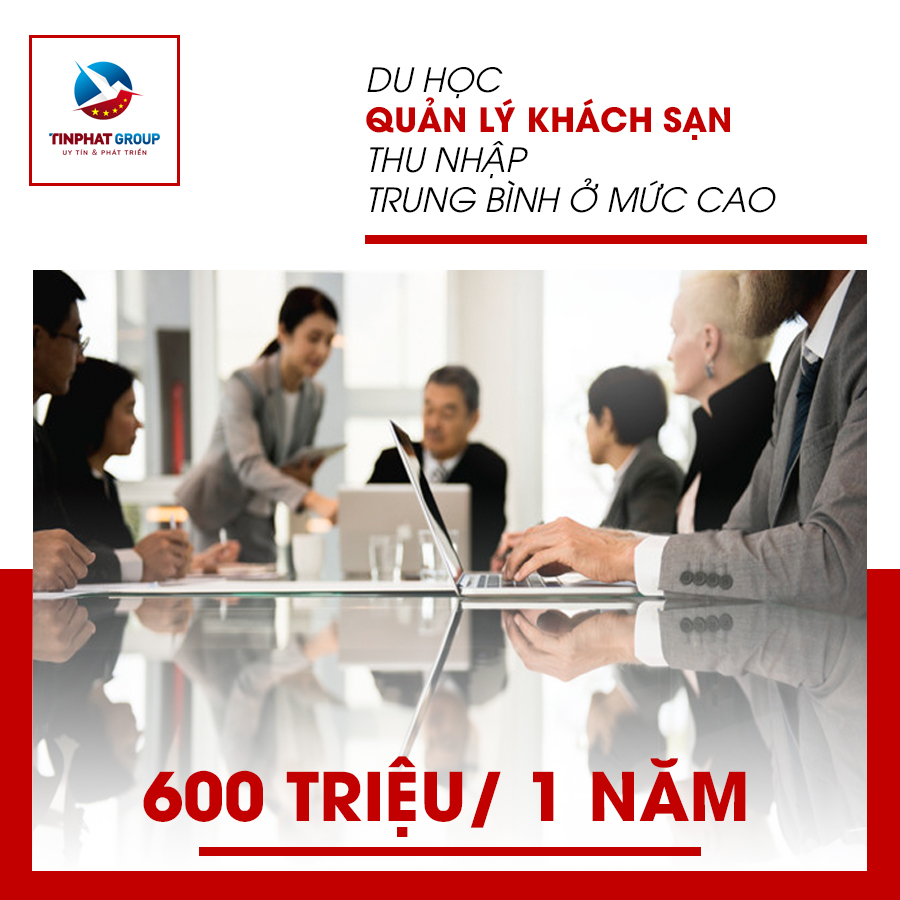 TINPHAT GROUP
UY TÍN & PHÁT TRIỂN
DU HỌC
QUẢN LÝ KHÁCH SẠN
THU NHẬP
TRUNG BÌNH Ở MỨC CAO
600 TRIỆU/ 1 NĂM